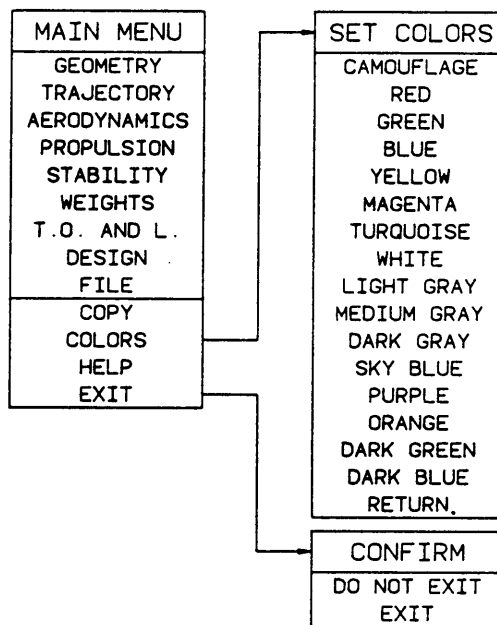 MAIN MENU
GEOMETRY
TRAJECTORY
AERODYNAMICS
PROPULSION
STABILITY
WEIGHTS
T.O. AND L.
DESIGN
FILE
COPY
COLORS
HELP
EXIT
SET COLORS
CAMOUFLAGE
RED
GREEN
BLUE
YELLOW
MAGENTA
TURQUOISE
WHITE
LIGHT GRAY
MEDIUM GRAY
DARK GRAY
SKY BLUE
PURPLE
ORANGE
DARK GREEN
DARK BLUE
RETURN.
CONFIRM
DO NOT EXIT
EXIT